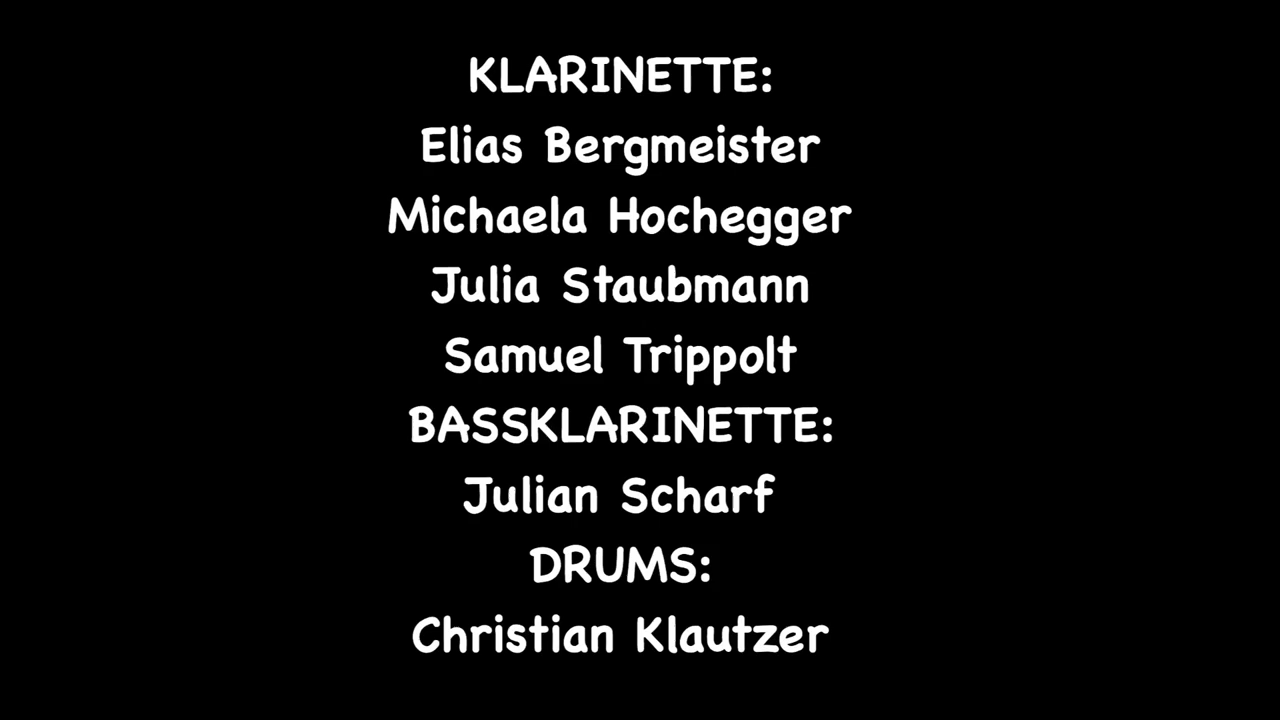 KLARINETTE:
Elias Bergmeister
Michaela Hochegger
Julia Staubmann
Samuel Trippolt
BASSKLARINETTE:
Julian Scharf
DRUMS:
Christian Klautzer